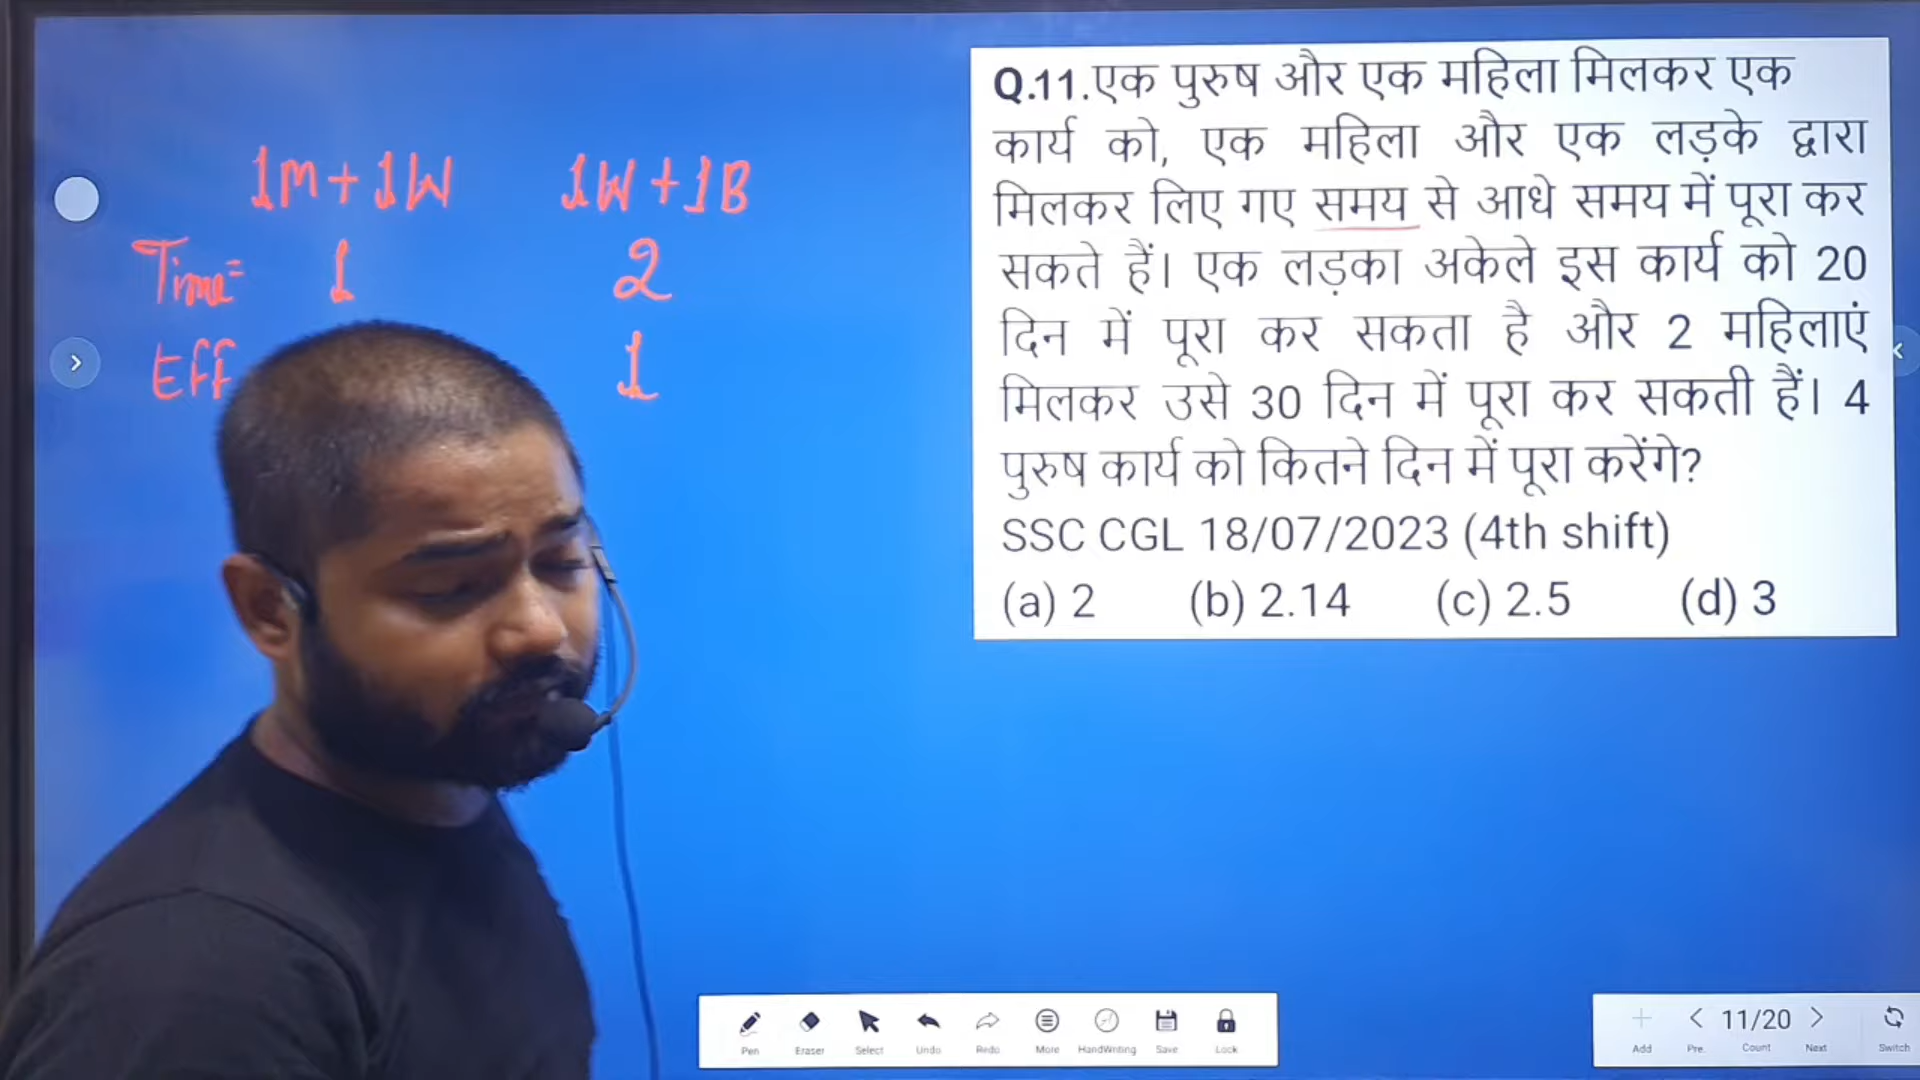 Q.11.एक पुरुष और एक महिला मिलकर एक
कार्य को, एक महिला और एक लड़के द्वारा
मिलकर लिए गए समय से आधे समय में पूरा कर
सकते हैं। एक लड़का अकेले इस कार्य को 20
दिन में पूरा कर सकता है और 2 महिलाएं
मिलकर उसे 30 दिन में पूरा कर सकती हैं। 4
पुरुष कार्य को कितने दिन में पूरा करेंगे?
SSC CGL 18/07/2023 (4th shift)
(a) 2 (b) 2.14 (c) 2.5 (d) 3
1M+1W 1W+1B
Time= 1 2
Eff 1
Pen Eraser Select Undo Redo More HandWriting Save Lock
11/20
Add Pre. Count Next Switch